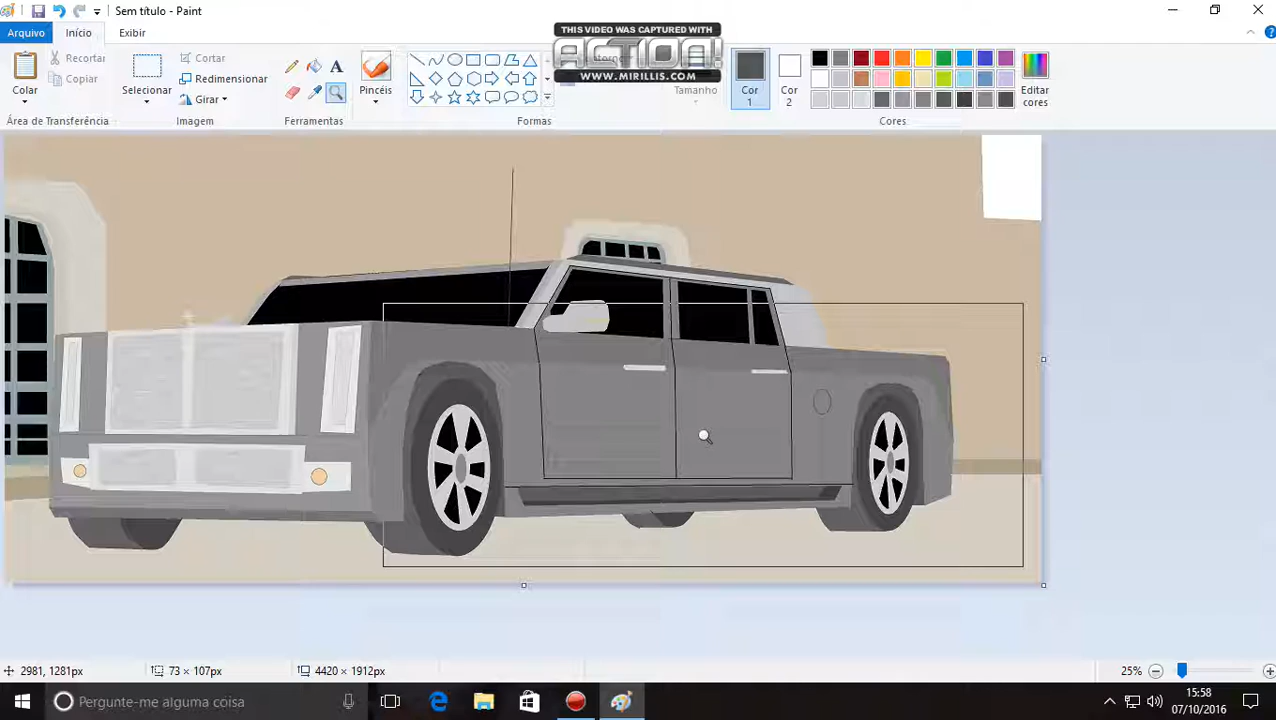 Sem título - Paint
THIS VIDEO WAS CAPTURED WITH
ACTION!
WWW.MIRILLIS.COM
Arquivo
Início
Exibir
Colar
Recortar
Copiar
Área de Transferência
Selecionar
Cortar
Redimensionar
Girar
Imagem
A
Ferramentas
Pincéis
Formas
Contorno
Tamanho
Cor
1
Cor
2
Cores
Editar
cores
2981, 1281px
73 × 107px
4420 × 1912px
25%
Pergunte-me alguma coisa
15:58
07/10/2016